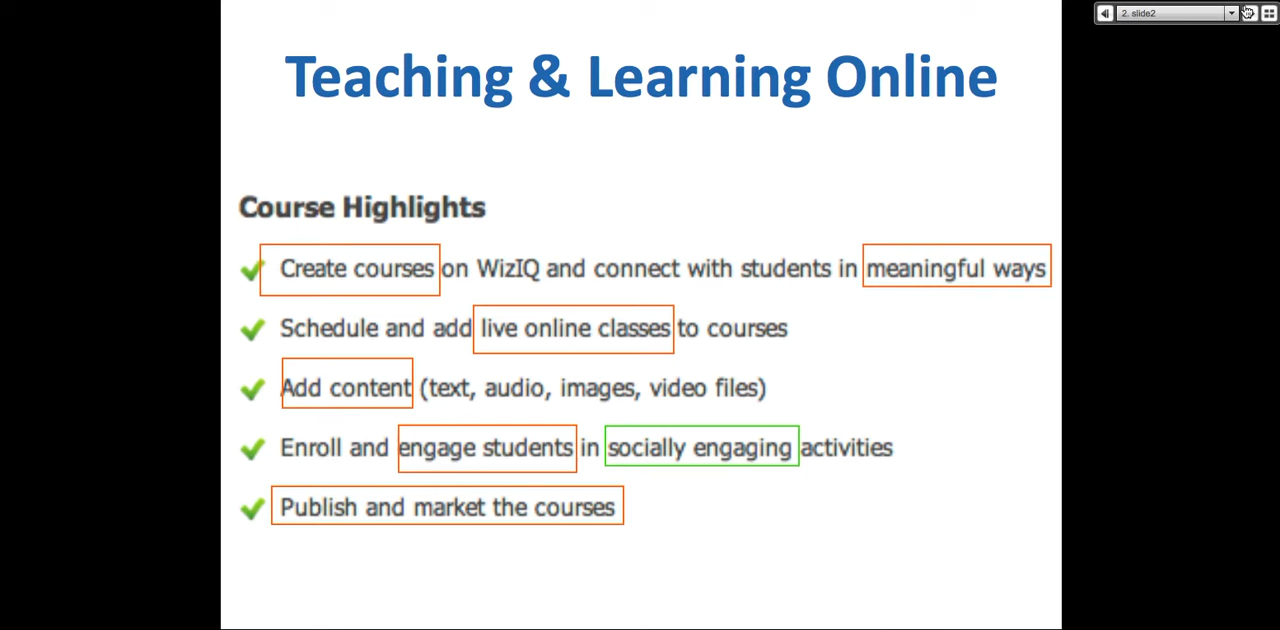 2. slide2
Teaching & Learning Online
Course Highlights
Create courses on WizIQ and connect with students in meaningful ways
Schedule and add live online classes to courses
Add content (text, audio, images, video files)
Enroll and engage students in socially engaging activities
Publish and market the courses